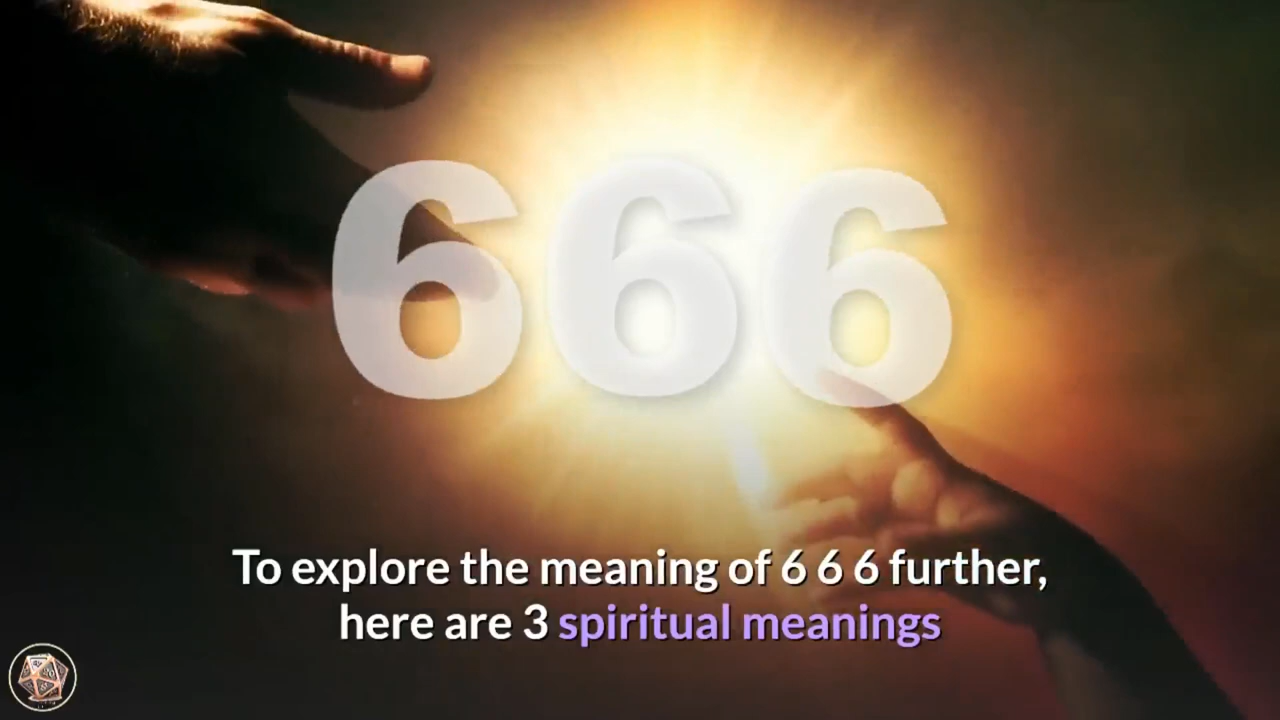 666
To explore the meaning of 6 6 6 further,
here are 3 spiritual meanings